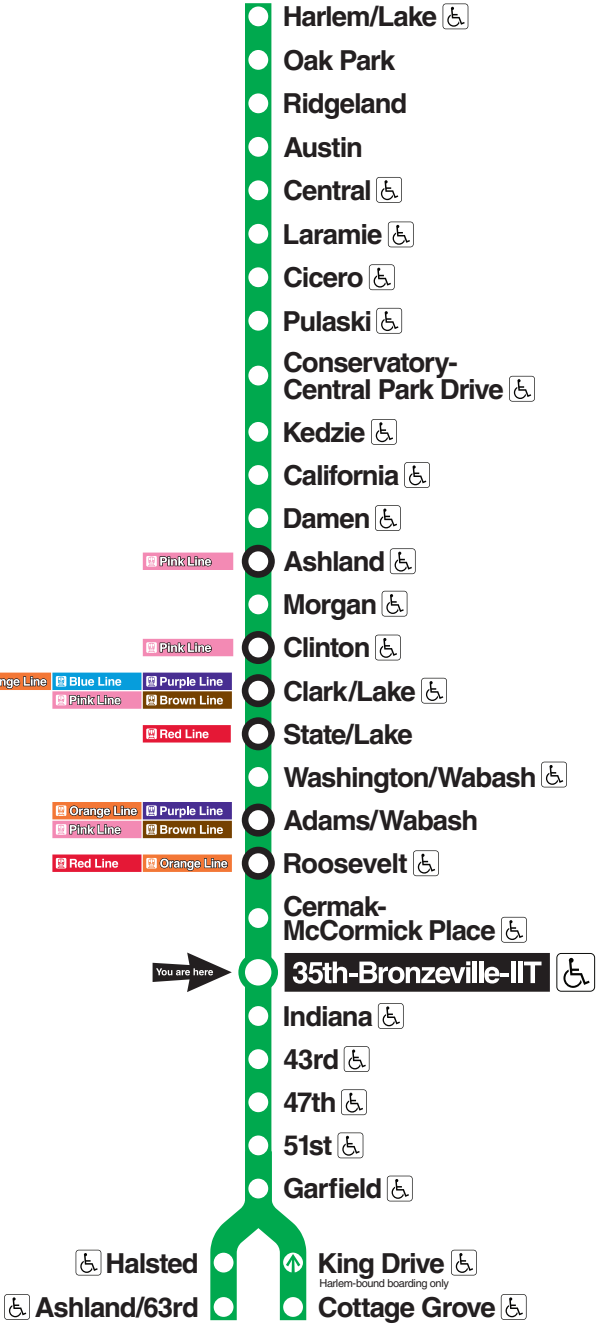 Harlem/Lake
Oak Park
Ridgeland
Austin
Central
Laramie
Cicero
Pulaski
Conservatory-
Central Park Drive
Kedzie
California
Damen
Pink Line Ashland
Morgan
Pink Line Clinton
nge Line Blue Line Purple Line
Pink Line Brown Line
Clark/Lake
Red Line State/Lake
Washington/Wabash
Orange Line Purple Line
Pink Line Brown Line
Adams/Wabash
Red Line Orange Line Roosevelt
Cermak-
McCormick Place
You are here 35th-Bronzeville-IIT
Indiana
43rd
47th
51st
Garfield
Halsted King Drive
Harlem-bound boarding only
Ashland/63rd Cottage Grove